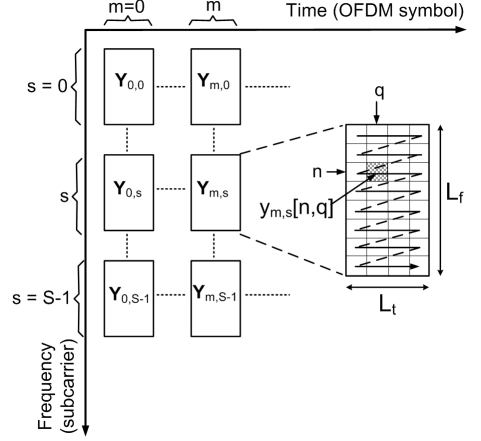 m=0 m Time (OFDM symbol)
s = 0 Y0,0 Ym,0
q
s Y0,s Ym,s n Lf
ym,s[n,q]
s = S-1 Y0,S-1 Ym,S-1 Lt
Frequency
(subcarrier)